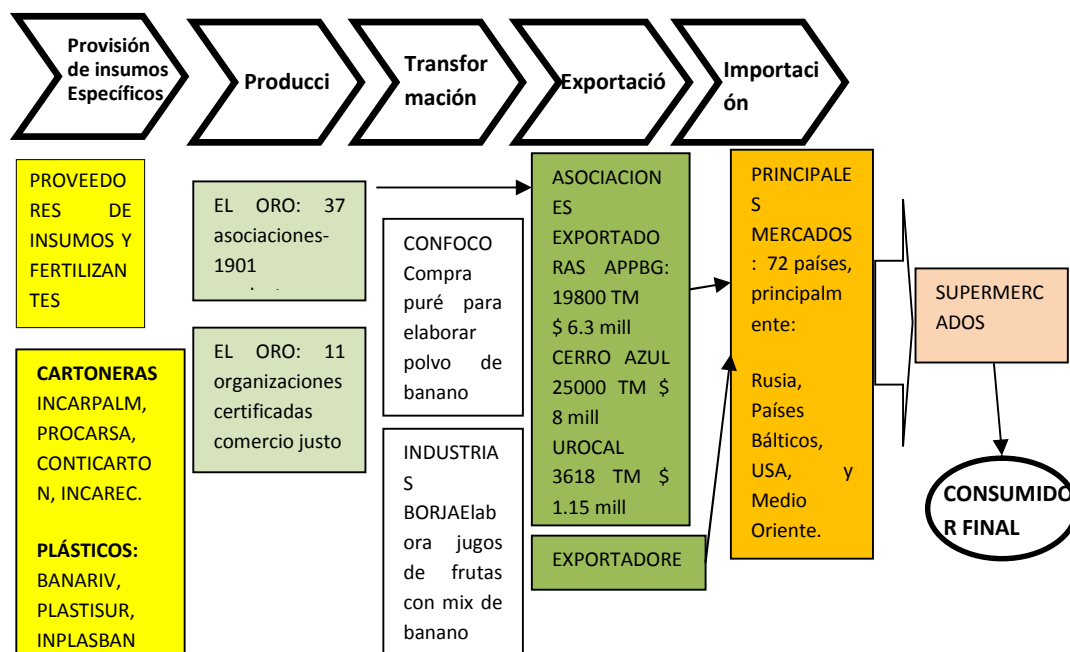 Provisión
de insumos
Específicos
Producci
Transfor
mación
Exportació
Importaci
ón
PROVEEDO
RES DE
INSUMOS Y
FERTILIZAN
TES
CARTONERAS
INCARPALM,
PROCARSA,
CONTICARTO
N, INCAREC.
PLÁSTICOS:
BANARIV,
PLASTISUR,
INPLASBAN
EL ORO: 37
asociaciones-
1901
EL ORO: 11
organizaciones
certificadas
comercio justo
CONFOCO
Compra
puré para
elaborar
polvo de
banano
INDUSTRIA
S
BORJAElab
ora jugos
de frutas
con mix de
banano
ASOCIACION
ES
EXPORTADO
RAS APPBG:
19800 TM
$ 6.3 mill
CERRO AZUL
25000 TM $
8 mill
UROCAL
3618 TM $
1.15 mill
EXPORTADORE
PRINCIPALE
S
MERCADOS
: 72 países,
principalm
ente:
Rusia,
Países
Bálticos,
USA, y
Medio
Oriente.
SUPERMERC
ADOS
CONSUMIDO
R FINAL